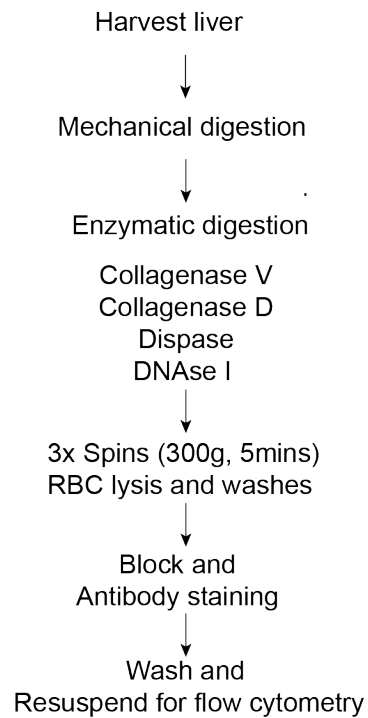 Harvest liver
Mechanical digestion
Enzymatic digestion
Collagenase V
Collagenase D
Dispase
DNAse I
3x Spins (300g, 5mins)
RBC lysis and washes
Block and
Antibody staining
Wash and
Resuspend for flow cytometry